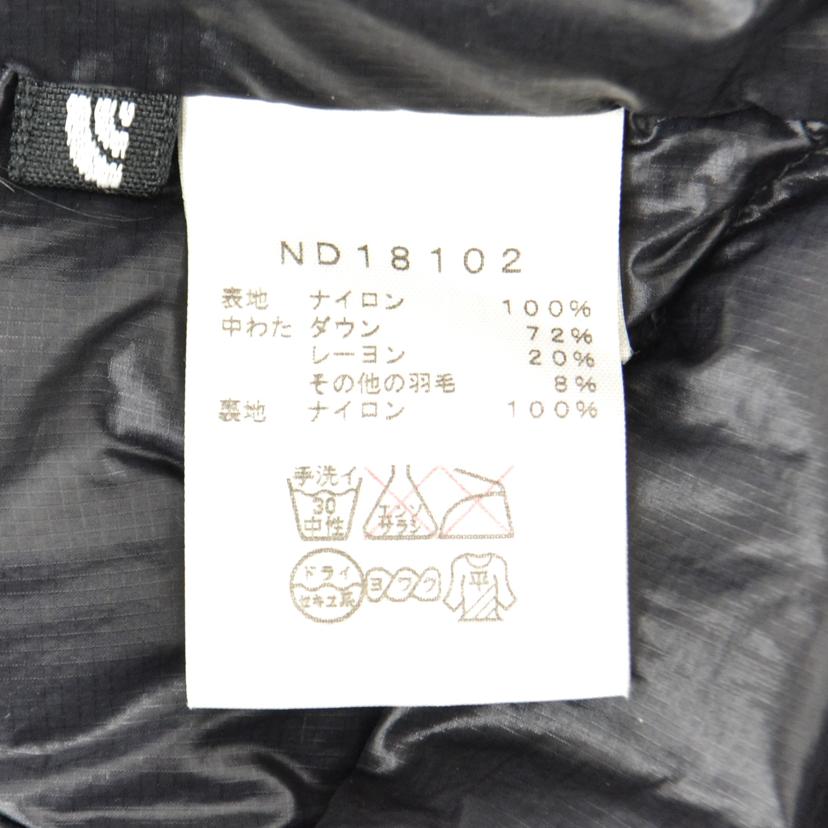 ND18102
表地 ナイロン 100%
中わた ダウン 72%
レーヨン 20%
その他の羽毛 8%
裏地 ナイロン 100%
手洗イ
30
中性
エンソ
サラシ
ドライ
セキユ系
ヨワク
平